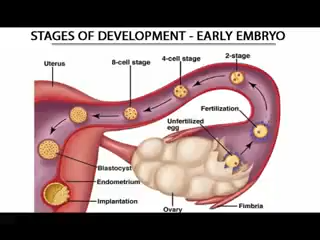 STAGES OF DEVELOPMENT - EARLY EMBRYO
Uterus
8-cell stage
4-cell stage
2-stage
Fertilization
Unfertilized
egg
Blastocyst
Endometrium
Implantation
Ovary
Fimbria